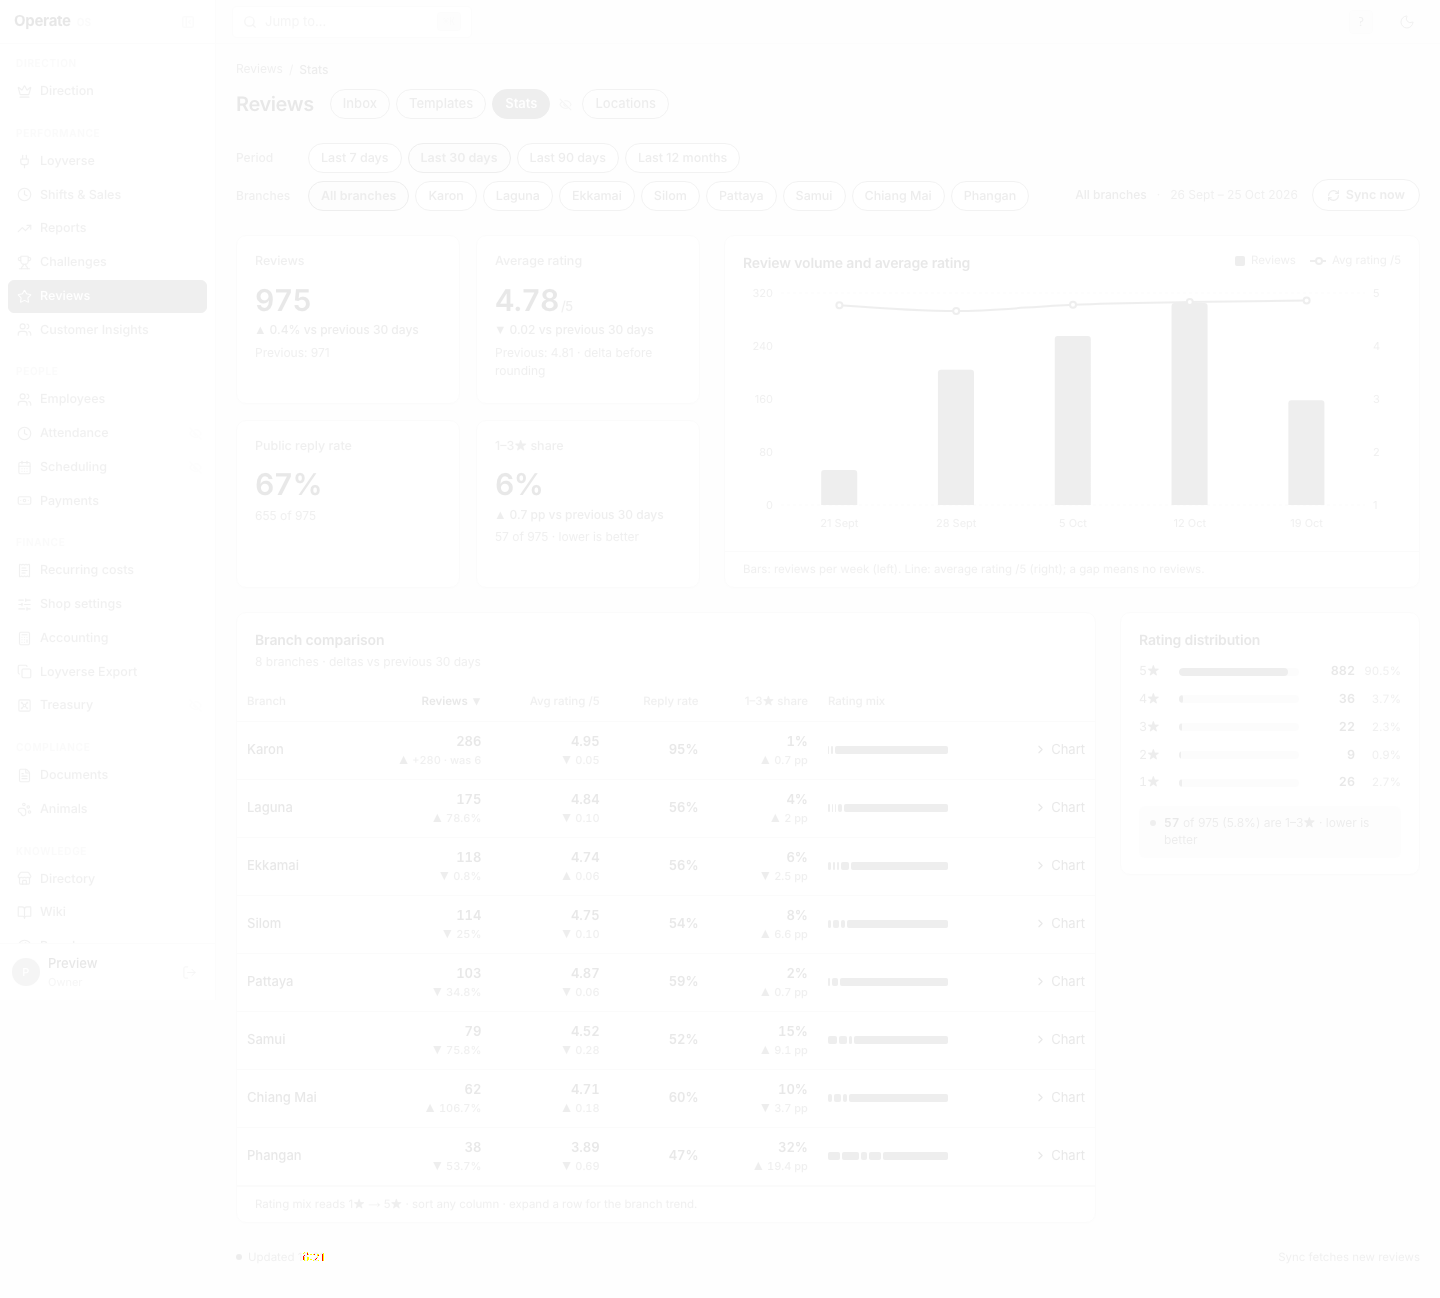 Operate
Jump to...
?
DIRECTION
Direction
PERFORMANCE
Loyverse
Shifts & Sales
Reports
Challenges
Reviews
Customer Insights
PEOPLE
Employees
Attendance
Scheduling
Payments
FINANCE
Recurring costs
Shop settings
Accounting
Loyverse Export
Treasury
COMPLIANCE
Documents
Animals
KNOWLEDGE
Directory
Wiki
P
Preview
Owner
Reviews / Stats
Reviews Inbox Templates Stats Locations
Period Last 7 days Last 30 days Last 90 days Last 12 months
Branches All branches Karon Laguna Ekkamai Silom Pattaya Samui Chiang Mai Phangan
All branches · 26 Sept – 25 Oct 2026 Sync now
Reviews
975
▲ 0.4% vs previous 30 days
Previous: 971
Average rating
4.78 /5
▼ 0.02 vs previous 30 days
Previous: 4.81 · delta before
rounding
Public reply rate
67%
655 of 975
1–3★ share
6%
▲ 0.7 pp vs previous 30 days
57 of 975 · lower is better
Review volume and average rating
Reviews Avg rating /5
320 5
240 4
160 3
80 2
0 1
21 Sept 28 Sept 5 Oct 12 Oct 19 Oct
Bars: reviews per week (left). Line: average rating /5 (right); a gap means no reviews.
Branch comparison
8 branches · deltas vs previous 30 days
Branch Reviews ▼ Avg rating /5 Reply rate 1–3★ share Rating mix
Karon 286 4.95 95% 1% Chart
▲ +280 · was 6 ▼ 0.05 ▲ 0.7 pp
Laguna 175 4.84 56% 4% Chart
▲ 78.6% ▼ 0.10 ▲ 2 pp
Ekkamai 118 4.74 56% 6% Chart
▼ 0.8% ▲ 0.06 ▼ 2.5 pp
Silom 114 4.75 54% 8% Chart
▼ 25% ▼ 0.10 ▲ 6.6 pp
Pattaya 103 4.87 59% 2% Chart
▼ 34.8% ▼ 0.06 ▲ 0.7 pp
Samui 79 4.52 52% 15% Chart
▼ 75.8% ▼ 0.28 ▲ 9.1 pp
Chiang Mai 62 4.71 60% 10% Chart
▲ 106.7% ▲ 0.18 ▼ 3.7 pp
Phangan 38 3.89 47% 32% Chart
▼ 53.7% ▼ 0.69 ▲ 19.4 pp
Rating mix reads 1★ → 5★ · sort any column · expand a row for the branch trend.
Rating distribution
5★ 882 90.5%
4★ 36 3.7%
3★ 22 2.3%
2★ 9 0.9%
1★ 26 2.7%
57 of 975 (5.8%) are 1–3★ · lower is
better
Updated
Sync fetches new reviews